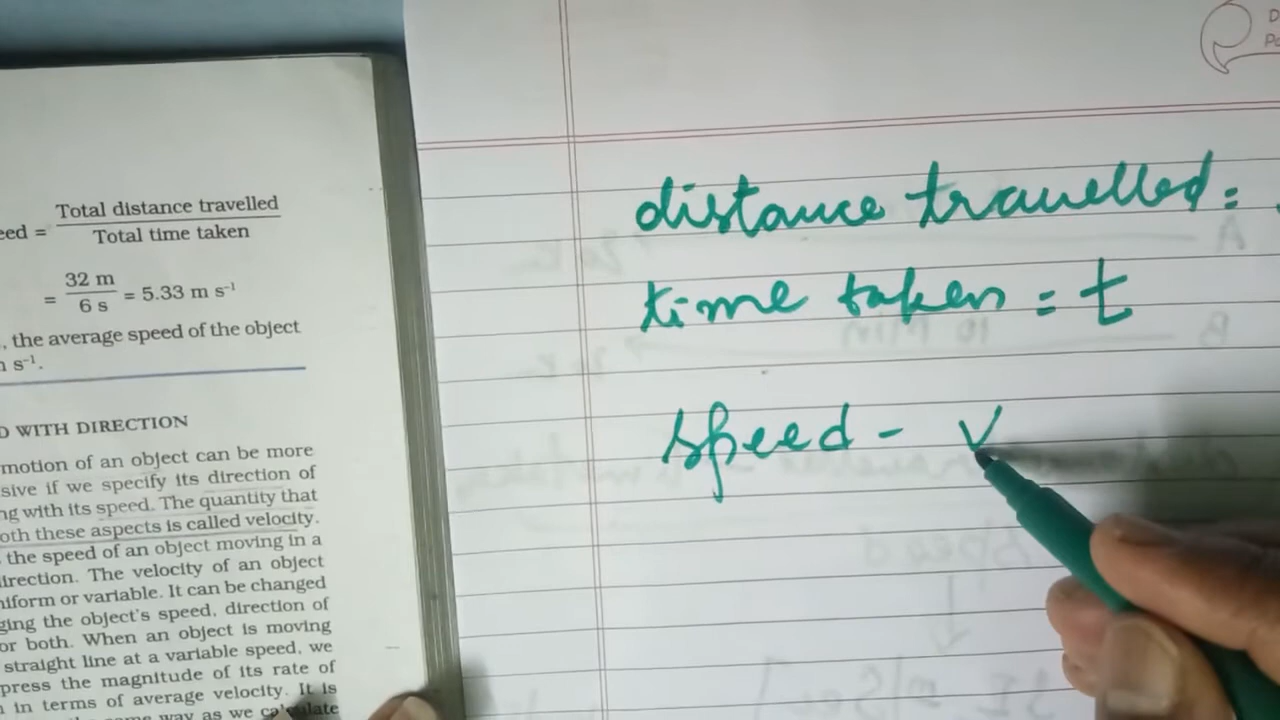 eed = Total distance travelled
Total time taken
= 32 m
6 s = 5.33 m s⁻¹
, the average speed of the object
s⁻¹.
D WITH DIRECTION
motion of an object can be more
sive if we specify its direction of
ng with its speed. The quantity that
oth these aspects is called velocity.
the speed of an object moving in a
irection. The velocity of an object
niform or variable. It can be changed
ging the object's speed, direction of
or both. When an object is moving
straight line at a variable speed, we
press the magnitude of its rate of
in terms of average velocity. It is
same way as we calculate
distance travelled =
time taken = t
speed - v